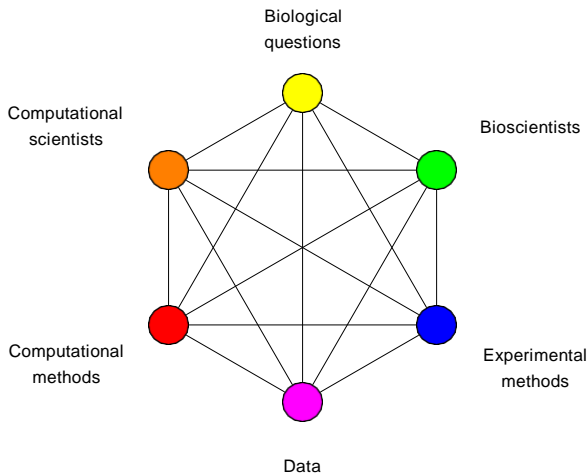 Biological
questions
Computational
scientists
Bioscientists
Computational
methods
Experimental
methods
Data